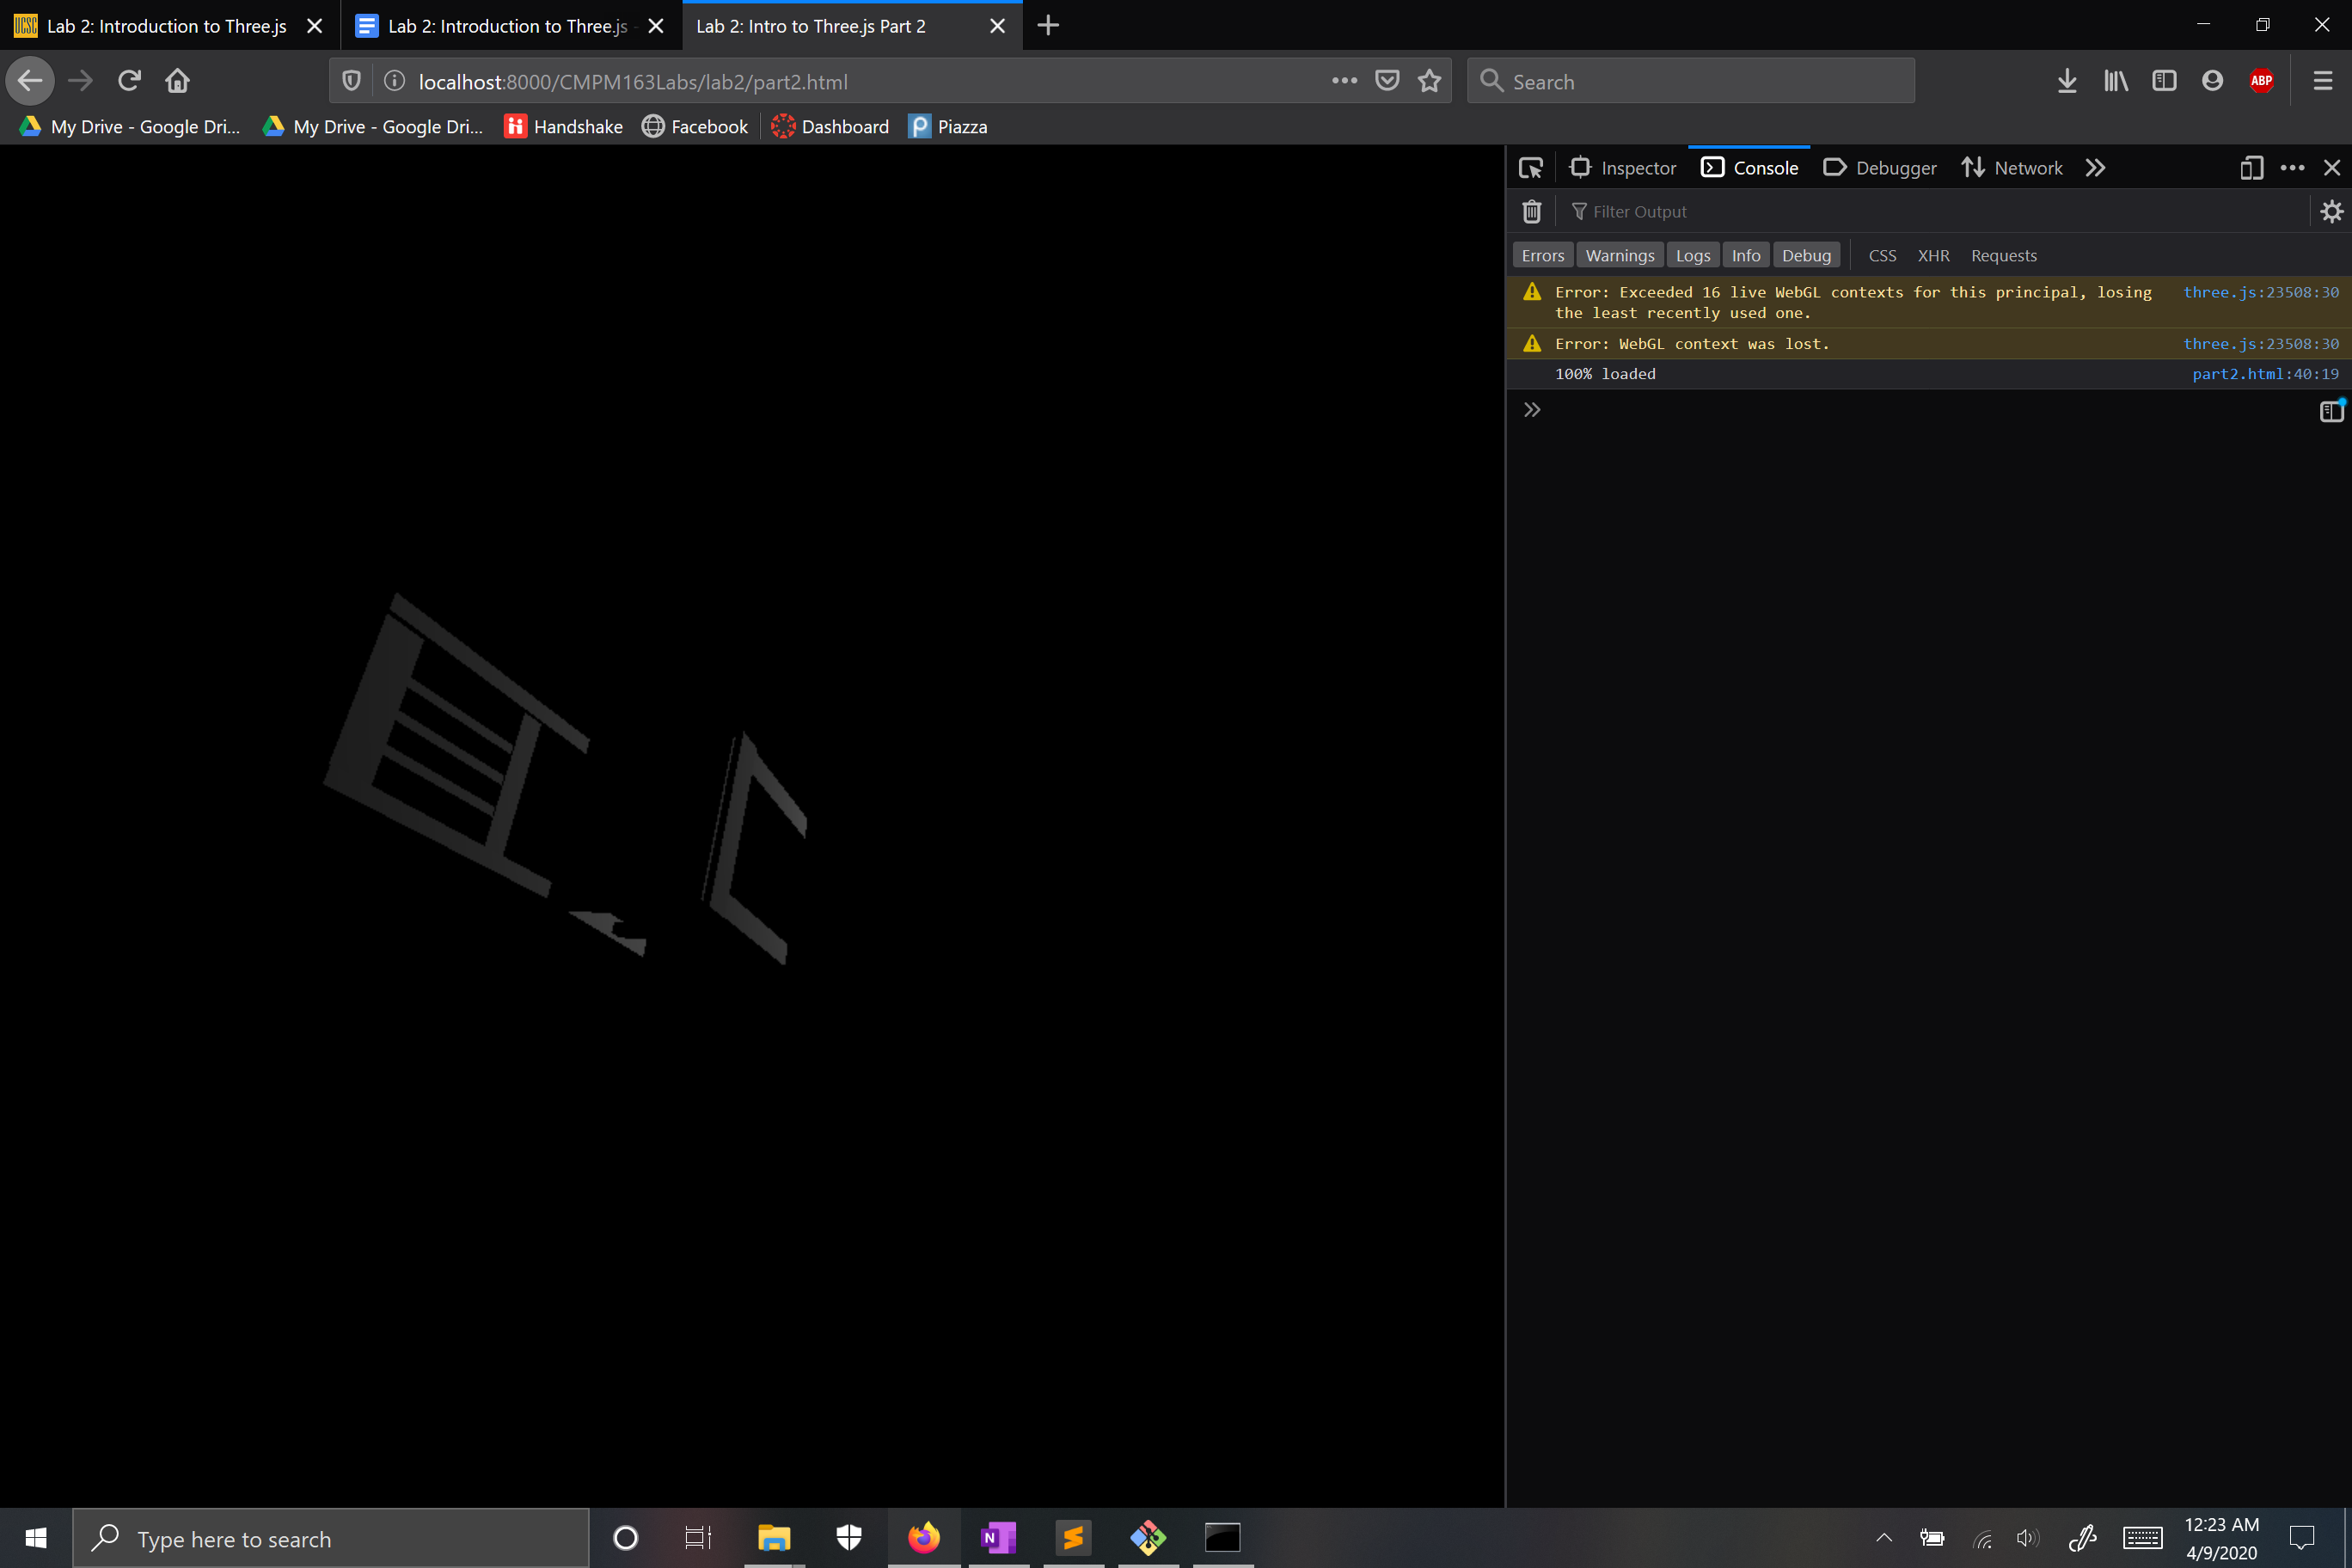 UCSC Lab 2: Introduction to Three.js
Lab 2: Introduction to Three.js -
Lab 2: Intro to Three.js Part 2
localhost:8000/CMPM163Labs/lab2/part2.html
Search
ABP
My Drive - Google Dri...
My Drive - Google Dri...
Handshake
Facebook
Dashboard
Piazza
Inspector
Console
Debugger
Network
Filter Output
Errors
Warnings
Logs
Info
Debug
CSS
XHR
Requests
Error: Exceeded 16 live WebGL contexts for this principal, losing three.js:23508:30
the least recently used one.
Error: WebGL context was lost. three.js:23508:30
100% loaded part2.html:40:19
Type here to search
N
12:23 AM
4/9/2020